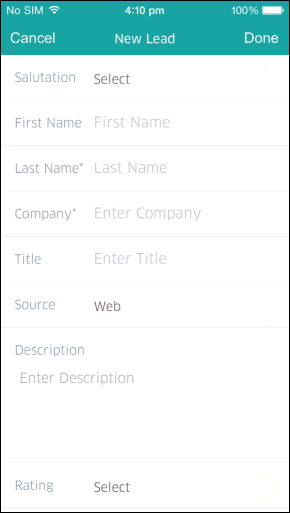 No SIM 4:10 pm 100%
Cancel New Lead Done
Salutation Select
First Name First Name
Last Name* Last Name
Company* Enter Company
Title Enter Title
Source Web
Description
Enter Description
Rating Select